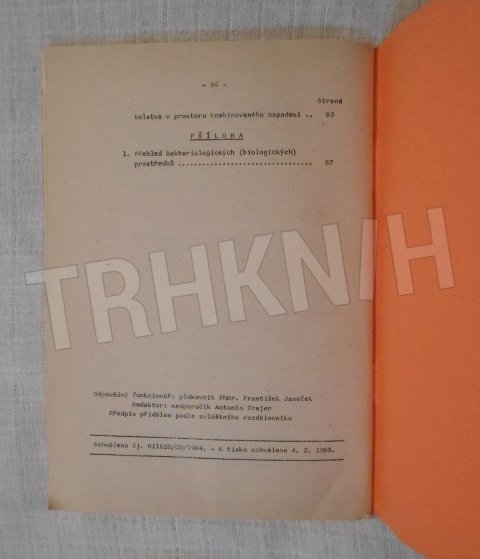 - 96 -
Strana
telstva v prostoru kombinovaného napadení .. 83
PŘÍLOHA
1. Přehled bakteriologických (biologických)
prostředků ................................ 87
TRHKNIH
Odpovědný funkcionář: plukovník PhDr. František Janeček
Redaktor: nadporučík Antonín Trajer
Předpis přidělen podle zvláštního rozdělovníku
Schváleno čj. 011620/GO/1984. - K tisku schváleno 4. 2. 1985.